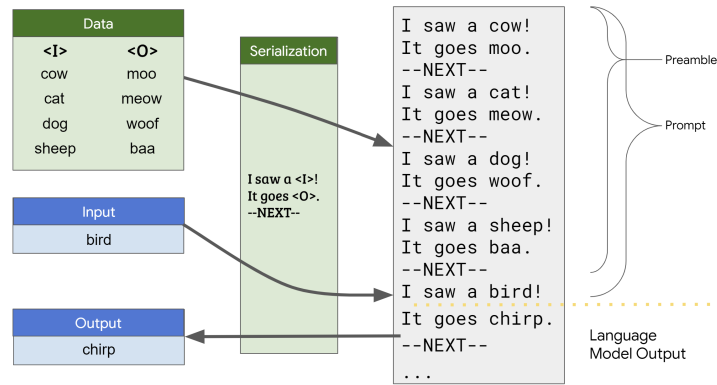 Data
<I> <O>
cow moo
cat meow
dog woof
sheep baa
Input
bird
Output
chirp
Serialization
I saw a <I>!
It goes <O>.
--NEXT--
I saw a cow!
It goes moo.
--NEXT--
I saw a cat!
It goes meow.
--NEXT--
I saw a dog!
It goes woof.
--NEXT--
I saw a sheep!
It goes baa.
--NEXT--
I saw a bird!
It goes chirp.
--NEXT--
...
Preamble
Prompt
Language
Model Output